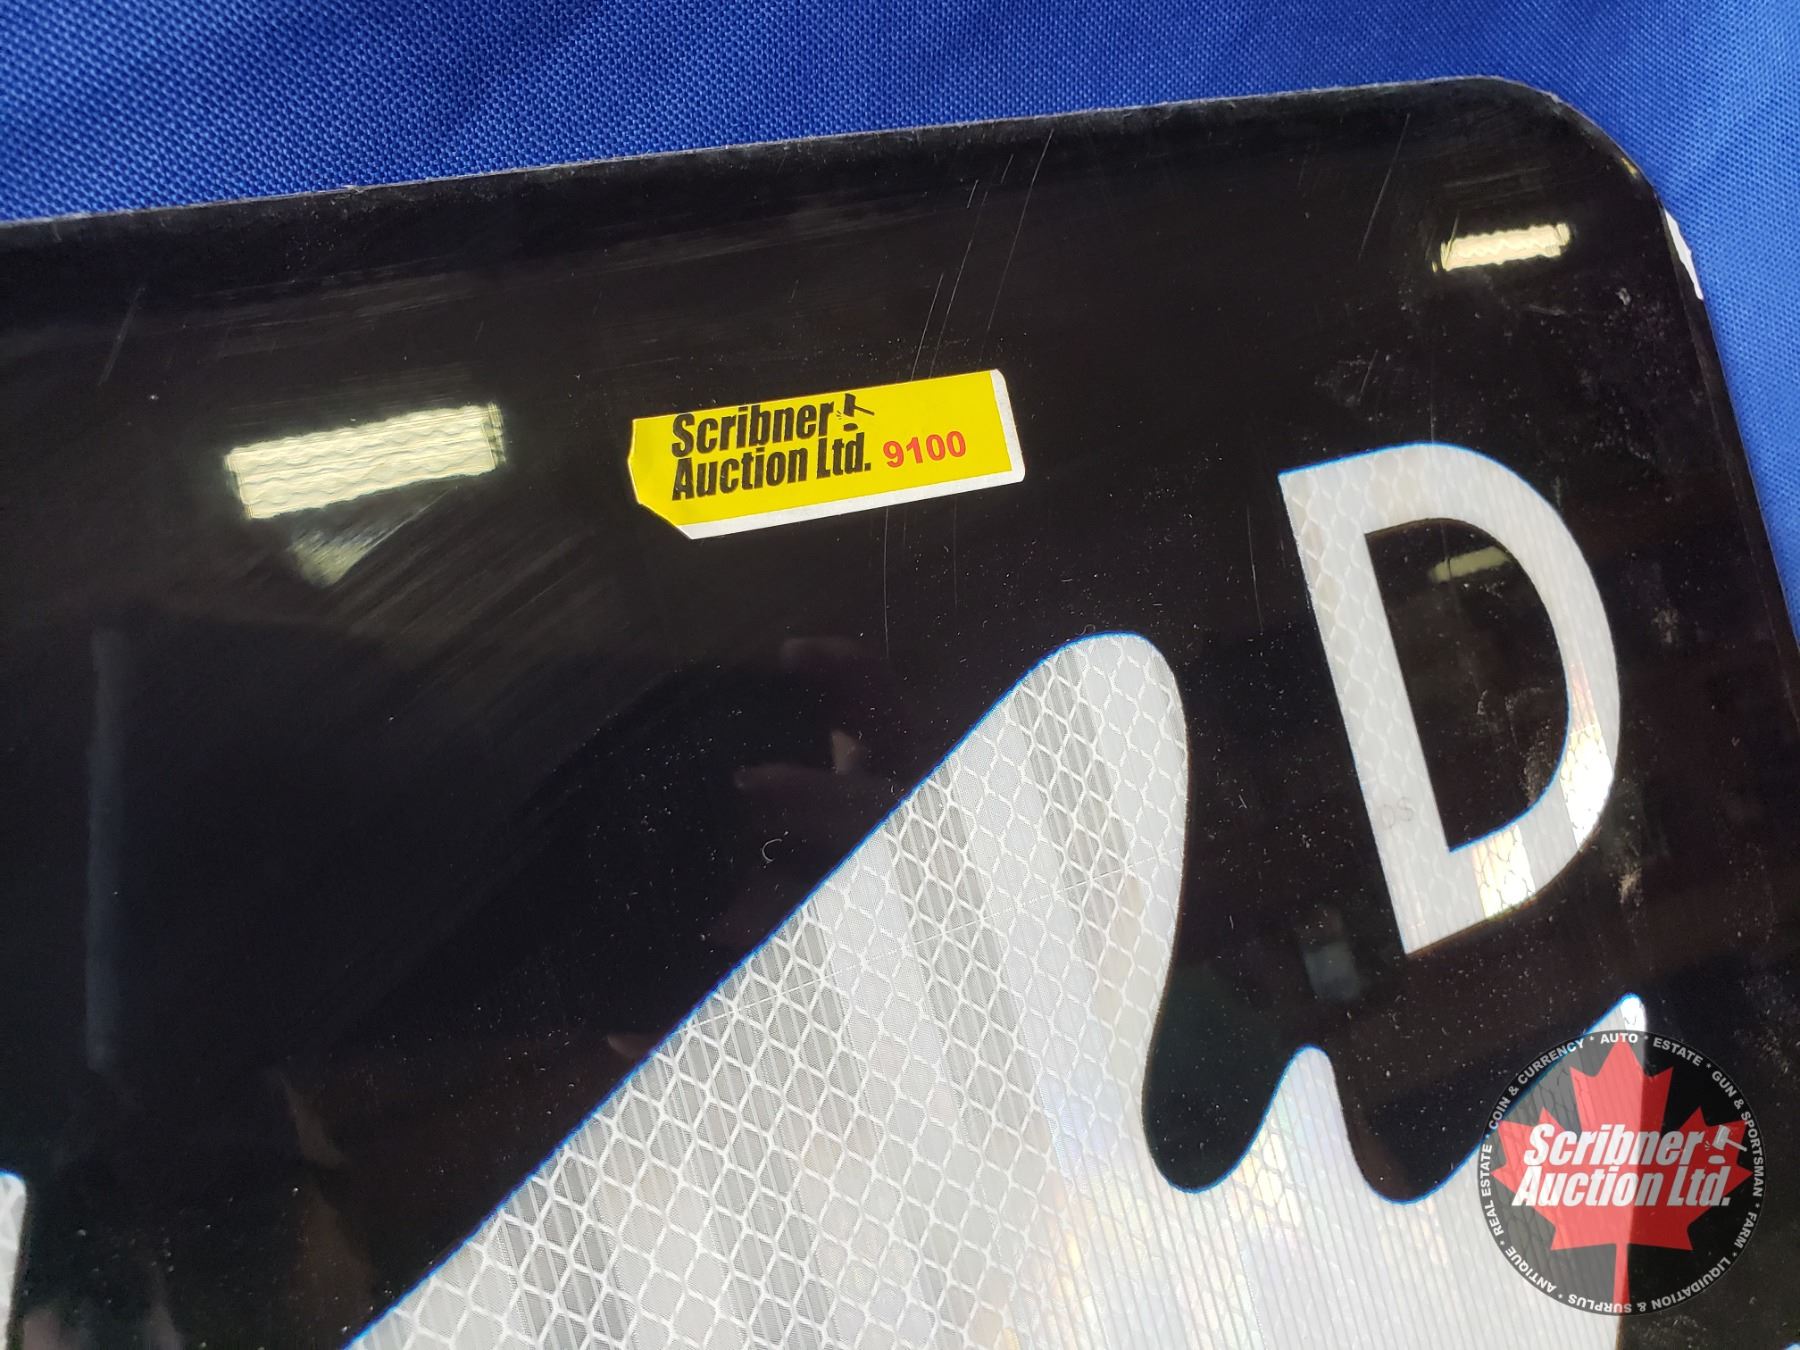 Scribner
Auction Ltd. 9100
D
DS
COIN & CURRENCY * AUTO * ESTATE * GUN & SPORTSMAN * FARM * LIQUIDATION & SURPLUS * ANTIQUE * REAL ESTATE *
Scribner
Auction Ltd.